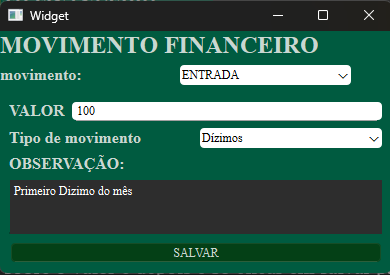 Widget
MOVIMENTO FINANCEIRO
movimento: ENTRADA
VALOR 100
Tipo de movimento Dízimos
OBSERVAÇÃO:
Primeiro Dizimo do mês
SALVAR